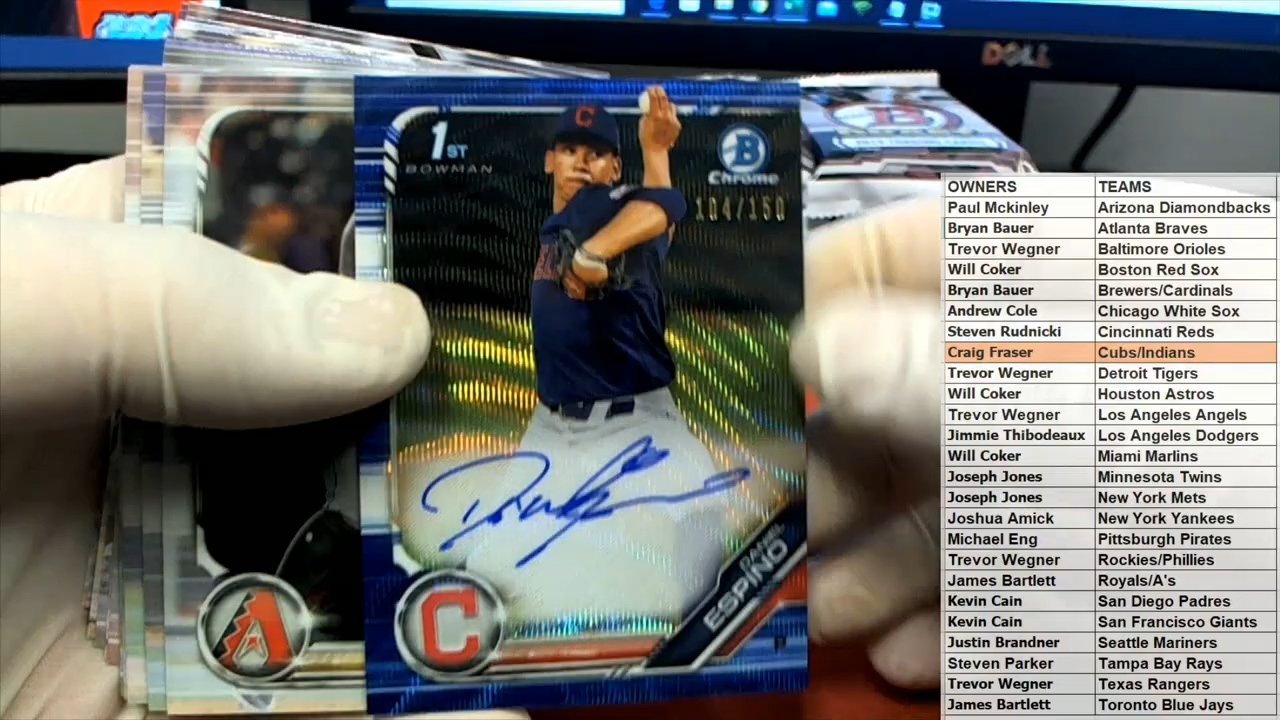 DELL
1ST
BOWMAN
B
Chrome
104/150
C
DANIEL
ESPINO
P
C
A
B
OWNERS TEAMS
Paul Mckinley Arizona Diamondbacks
Bryan Bauer Atlanta Braves
Trevor Wegner Baltimore Orioles
Will Coker Boston Red Sox
Bryan Bauer Brewers/Cardinals
Andrew Cole Chicago White Sox
Steven Rudnicki Cincinnati Reds
Craig Fraser Cubs/Indians
Trevor Wegner Detroit Tigers
Will Coker Houston Astros
Trevor Wegner Los Angeles Angels
Jimmie Thibodeaux Los Angeles Dodgers
Will Coker Miami Marlins
Joseph Jones Minnesota Twins
Joseph Jones New York Mets
Joshua Amick New York Yankees
Michael Eng Pittsburgh Pirates
Trevor Wegner Rockies/Phillies
James Bartlett Royals/A's
Kevin Cain San Diego Padres
Kevin Cain San Francisco Giants
Justin Brandner Seattle Mariners
Steven Parker Tampa Bay Rays
Trevor Wegner Texas Rangers
James Bartlett Toronto Blue Jays